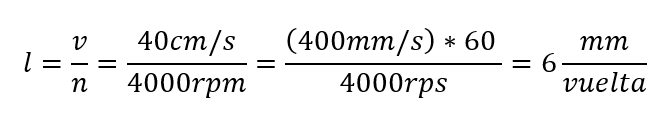 l = v/n = 40cm/s / 4000rpm = (400mm/s) * 60 / 4000rps = 6 mm/vuelta